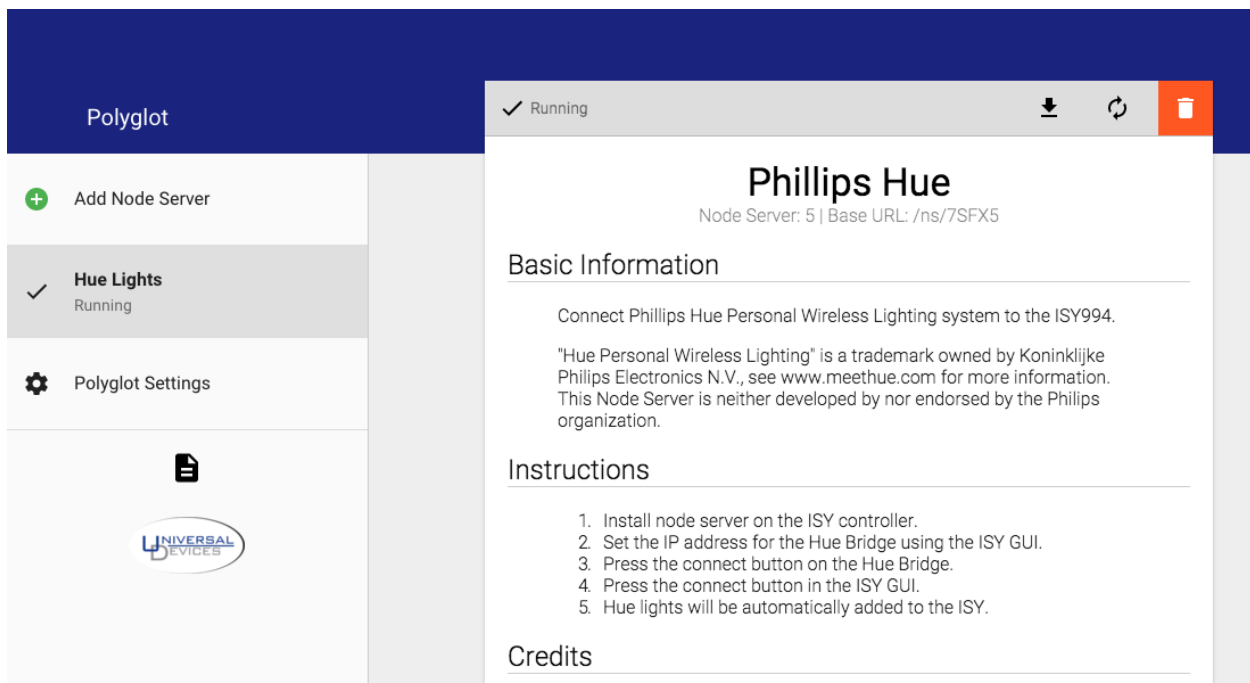 Polyglot
Add Node Server
Hue Lights
Running
Polyglot Settings
UNIVERSAL
DEVICES
Running
Phillips Hue
Node Server: 5 | Base URL: /ns/7SFX5
Basic Information
Connect Phillips Hue Personal Wireless Lighting system to the ISY994.
"Hue Personal Wireless Lighting" is a trademark owned by Koninklijke
Philips Electronics N.V., see www.meethue.com for more information.
This Node Server is neither developed by nor endorsed by the Philips
organization.
Instructions
1. Install node server on the ISY controller.
2. Set the IP address for the Hue Bridge using the ISY GUI.
3. Press the connect button on the Hue Bridge.
4. Press the connect button in the ISY GUI.
5. Hue lights will be automatically added to the ISY.
Credits